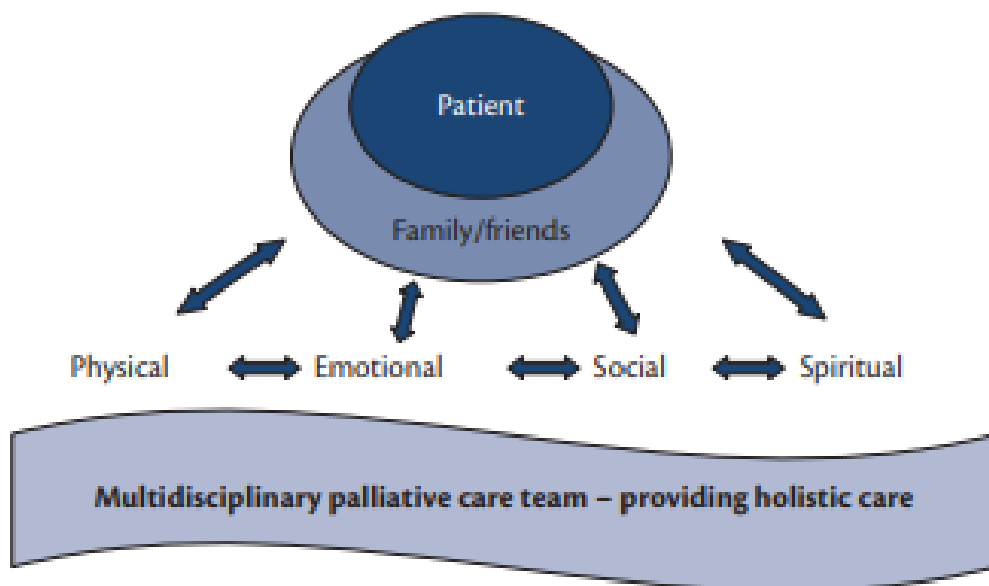 Patient
Family/friends
Physical Emotional Social Spiritual
Multidisciplinary palliative care team – providing holistic care